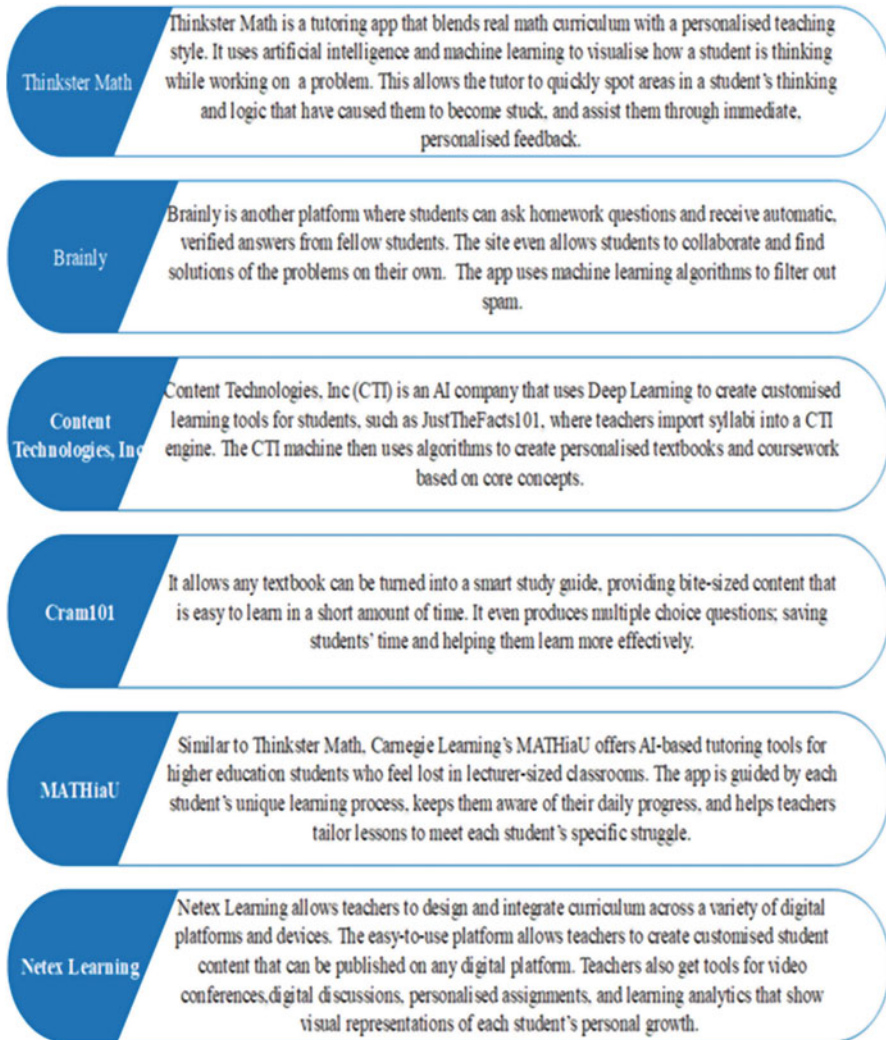 Thinkster Math
Thinkster Math is a tutoring app that blends real math curriculum with a personalised teaching
style. It uses artificial intelligence and machine learning to visualise how a student is thinking
while working on a problem. This allows the tutor to quickly spot areas in a student's thinking
and logic that have caused them to become stuck, and assist them through immediate,
personalised feedback.
Brainly
Brainly is another platform where students can ask homework questions and receive automatic,
verified answers from fellow students. The site even allows students to collaborate and find
solutions of the problems on their own. The app uses machine learning algorithms to filter out
spam.
Content
Technologies, Inc
Content Technologies, Inc (CTI) is an AI company that uses Deep Learning to create customised
learning tools for students, such as JustTheFacts101, where teachers import syllabi into a CTI
engine. The CTI machine then uses algorithms to create personalised textbooks and coursework
based on core concepts.
Cram101
It allows any textbook can be turned into a smart study guide, providing bite-sized content that
is easy to learn in a short amount of time. It even produces multiple choice questions; saving
students' time and helping them learn more effectively.
MATHiaU
Similar to Thinkster Math, Carnegie Learning's MATHiaU offers AI-based tutoring tools for
higher education students who feel lost in lecturer-sized classrooms. The app is guided by each
student's unique learning process, keeps them aware of their daily progress, and helps teachers
tailor lessons to meet each student's specific struggle.
Netex Learning
Netex Learning allows teachers to design and integrate curriculum across a variety of digital
platforms and devices. The easy-to-use platform allows teachers to create customised student
content that can be published on any digital platform. Teachers also get tools for video
conferences,digital discussions, personalised assignments, and learning analytics that show
visual representations of each student's personal growth.